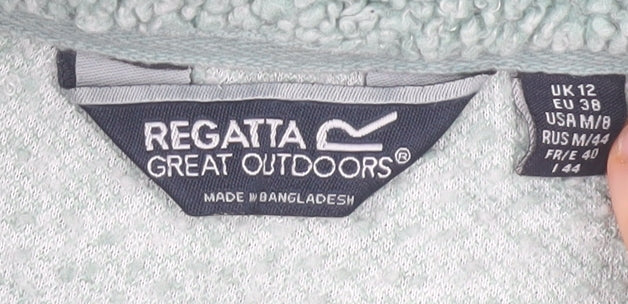 REGATTA
GREAT OUTDOORS®
MADE IN BANGLADESH
UK 12
EU 38
USA M/8
RUS M/44
FR/E 40
I 44